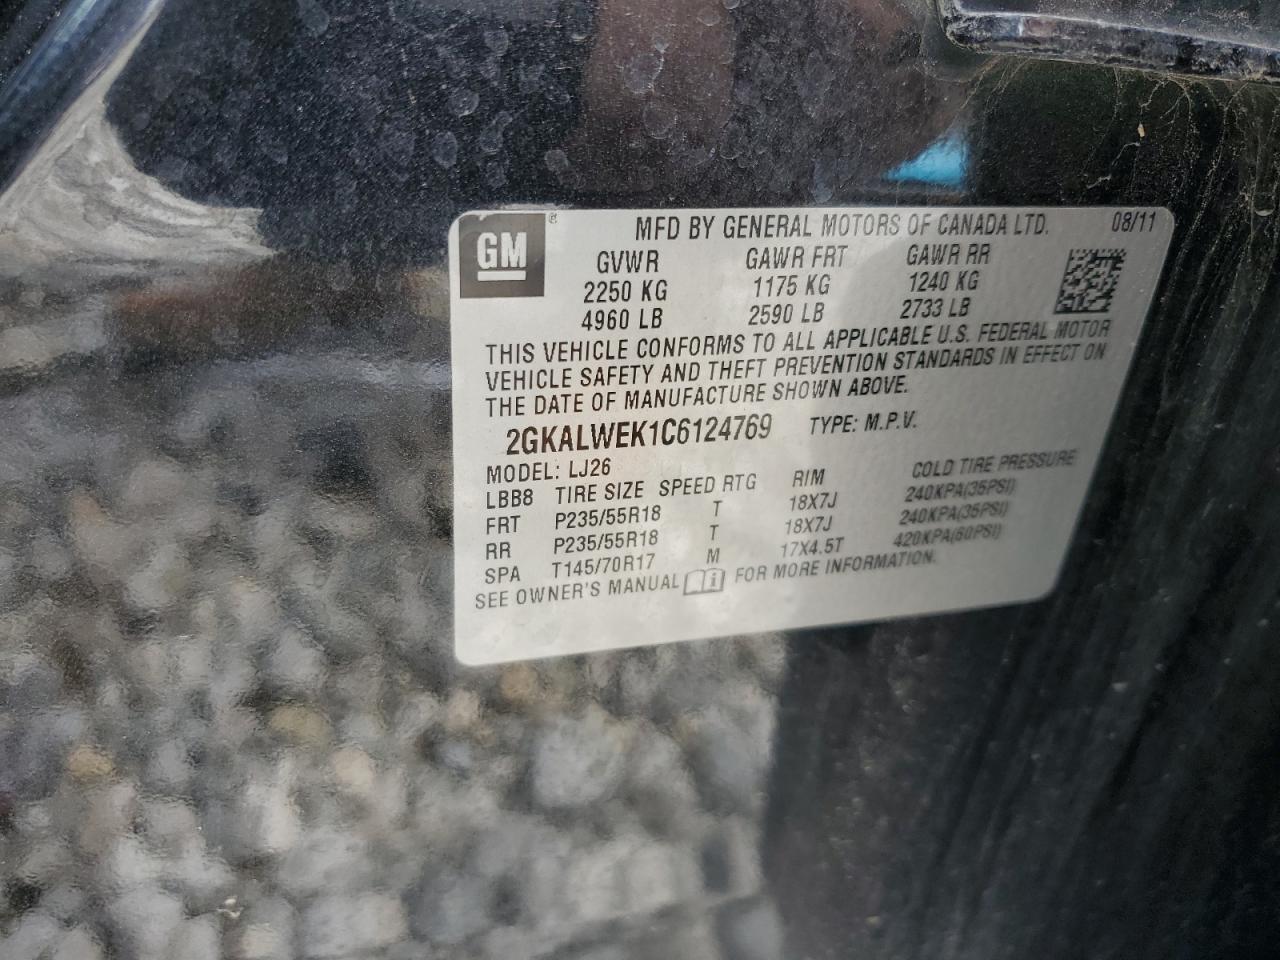 GM ® MFD BY GENERAL MOTORS OF CANADA LTD. 08/11
GVWR GAWR FRT GAWR RR
2250 KG 1175 KG 1240 KG
4960 LB 2590 LB 2733 LB
THIS VEHICLE CONFORMS TO ALL APPLICABLE U.S. FEDERAL MOTOR
VEHICLE SAFETY AND THEFT PREVENTION STANDARDS IN EFFECT ON
THE DATE OF MANUFACTURE SHOWN ABOVE.
2GKALWEK1C6124769 TYPE: M.P.V.
MODEL: LJ26
LBB8 TIRE SIZE SPEED RTG RIM COLD TIRE PRESSURE
FRT P235/55R18 T 18X7J 240KPA(35PSI)
RR P235/55R18 T 18X7J 240KPA(35PSI)
SPA T145/70R17 M 17X4.5T 420KPA(60PSI)
SEE OWNER'S MANUAL FOR MORE INFORMATION.